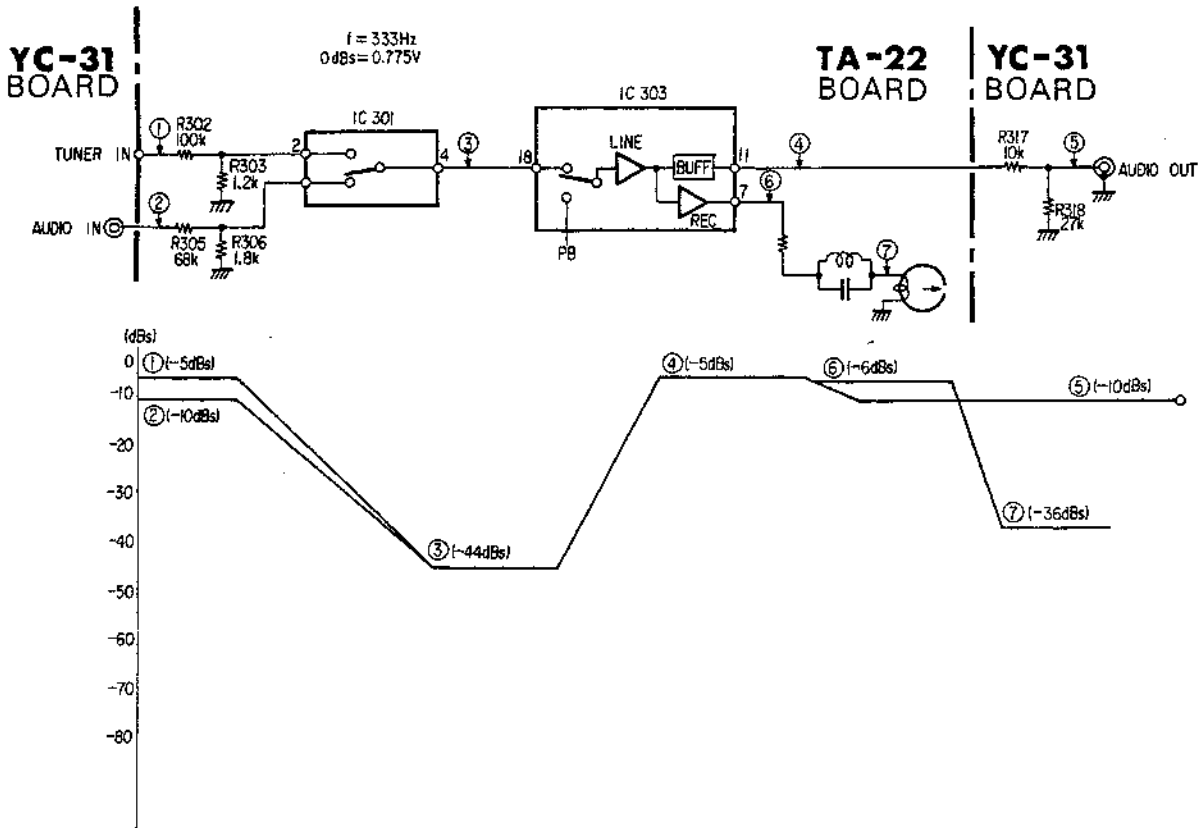 f = 333Hz
0dBs = 0.775V
YC-31
BOARD
TA-22
BOARD
YC-31
BOARD
IC 301
IC 303
TUNER IN
①
R302
100k
R303
1.2k
2
4
③
18
LINE
BUFF
11
④
R317
10k
⑤
AUDIO OUT
7
⑥
REC
②
AUDIO IN
R305
68k
R306
1.8k
PB
R318
27k
⑦
(dBs)
0
-10
-20
-30
-40
-50
-60
-70
-80
① (-5dBs)
② (-10dBs)
③ (-44dBs)
④ (-5dBs)
⑥ (-6dBs)
⑤ (-10dBs)
⑦ (-36dBs)